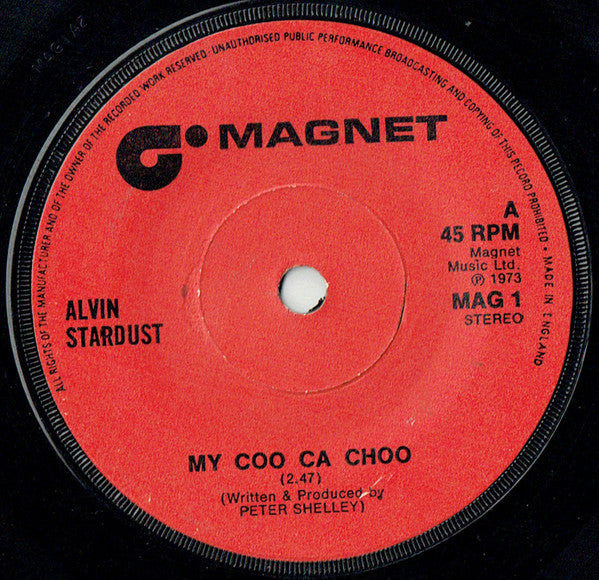 ALL RIGHTS OF THE MANUFACTURER AND OF THE OWNER OF THE RECORDED WORK RESERVED · UNAUTHORISED PUBLIC PERFORMANCE BROADCASTING AND COPYING OF THIS RECORD PROHIBITED • MADE IN ENGLAND
MAGNET
A
45 RPM
Magnet
Music Ltd.
℗ 1973
MAG 1
STEREO
ALVIN
STARDUST
MY COO CA CHOO
(2.47)
(Written & Produced by
PETER SHELLEY)